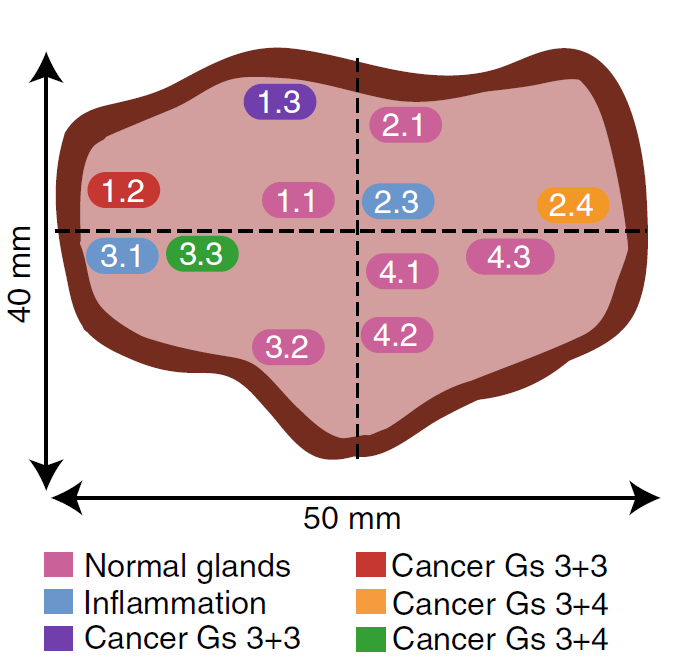 1.3
2.1
1.2
1.1
2.3
2.4
3.1
3.3
4.1
4.3
3.2
4.2
40 mm
50 mm
Normal glands
Cancer Gs 3+3
Inflammation
Cancer Gs 3+4
Cancer Gs 3+3
Cancer Gs 3+4